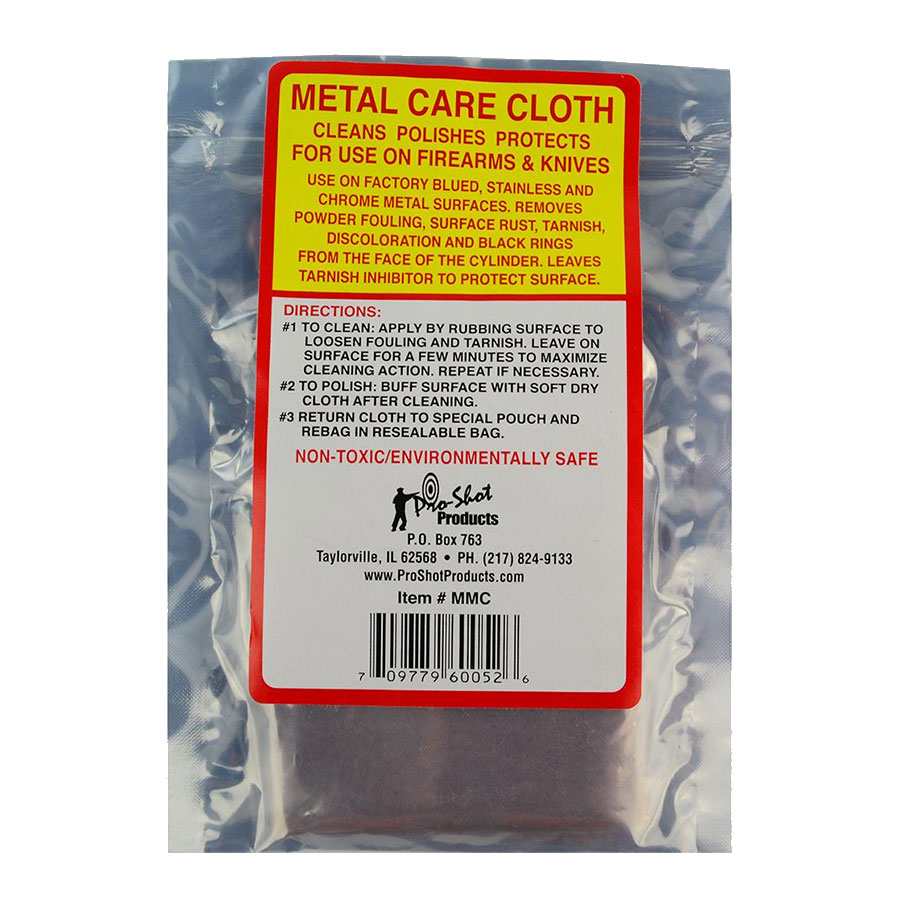 METAL CARE CLOTH
CLEANS POLISHES PROTECTS
FOR USE ON FIREARMS & KNIVES
USE ON FACTORY BLUED, STAINLESS AND
CHROME METAL SURFACES. REMOVES
POWDER FOULING, SURFACE RUST, TARNISH,
DISCOLORATION AND BLACK RINGS
FROM THE FACE OF THE CYLINDER. LEAVES
TARNISH INHIBITOR TO PROTECT SURFACE.
DIRECTIONS:
#1 TO CLEAN: APPLY BY RUBBING SURFACE TO
LOOSEN FOULING AND TARNISH. LEAVE ON
SURFACE FOR A FEW MINUTES TO MAXIMIZE
CLEANING ACTION. REPEAT IF NECESSARY.
#2 TO POLISH: BUFF SURFACE WITH SOFT DRY
CLOTH AFTER CLEANING.
#3 RETURN CLOTH TO SPECIAL POUCH AND
REBAG IN RESEALABLE BAG.
NON-TOXIC/ENVIRONMENTALLY SAFE
Pro-Shot
Products
P.O. Box 763
Taylorville, IL 62568 • PH. (217) 824-9133
www.ProShotProducts.com
Item # MMC
7 09779 60052 6